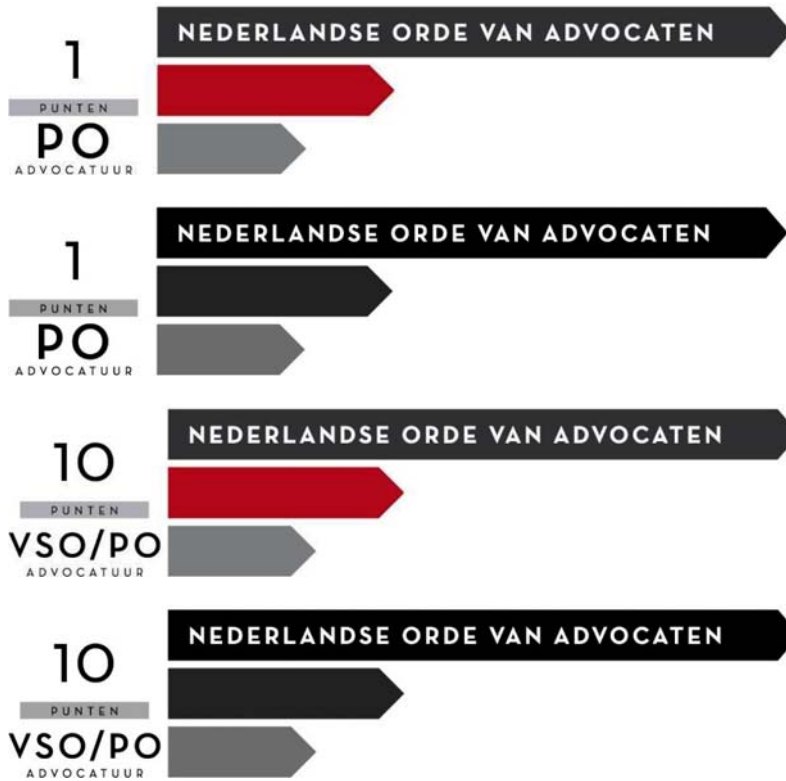 NEDERLANDSE ORDE VAN ADVOCATEN
1
PUNTEN
PO
ADVOCATUUR
NEDERLANDSE ORDE VAN ADVOCATEN
1
PUNTEN
PO
ADVOCATUUR
NEDERLANDSE ORDE VAN ADVOCATEN
10
PUNTEN
VSO/PO
ADVOCATUUR
NEDERLANDSE ORDE VAN ADVOCATEN
10
PUNTEN
VSO/PO
ADVOCATUUR